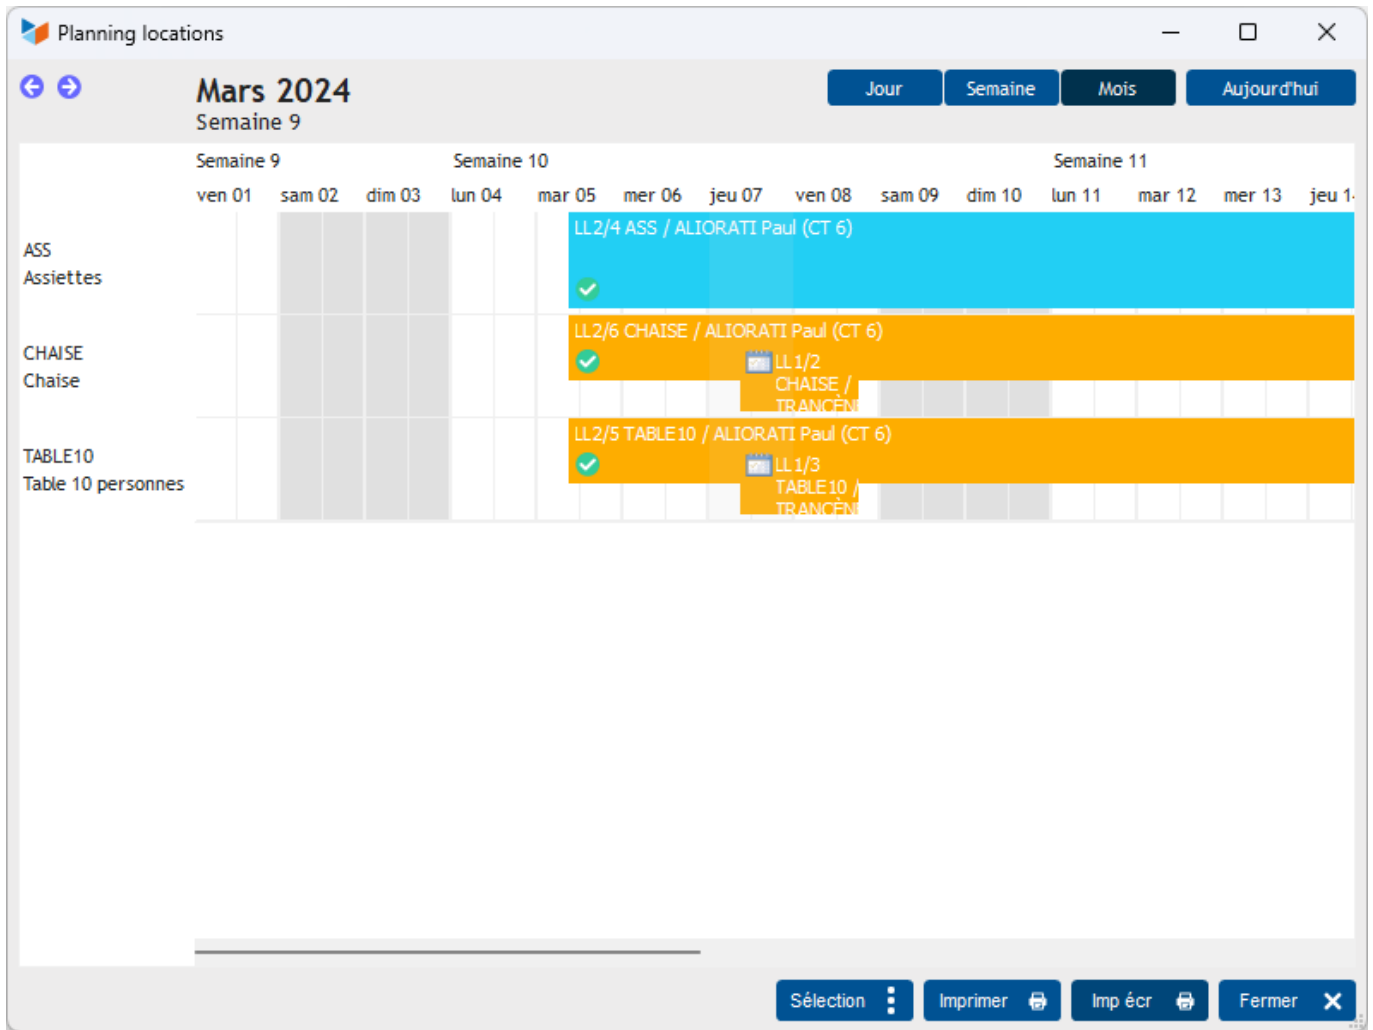 Planning locations
Mars 2024
Semaine 9
Jour
Semaine
Mois
Aujourd'hui
Semaine 9
Semaine 10
Semaine 11
ven 01
sam 02
dim 03
lun 04
mar 05
mer 06
jeu 07
ven 08
sam 09
dim 10
lun 11
mar 12
mer 13
jeu
ASS
Assiettes
LL2/4 ASS / ALIORATI Paul (CT 6)
CHAISE
Chaise
LL2/6 CHAISE / ALIORATI Paul (CT 6)
LL1/2
CHAISE /
TRANCÈN
TABLE10
Table 10 personnes
LL2/5 TABLE10 / ALIORATI Paul (CT 6)
LL1/3
TABLE10 /
TRANCÈN
Sélection
Imprimer
Imp écr
Fermer